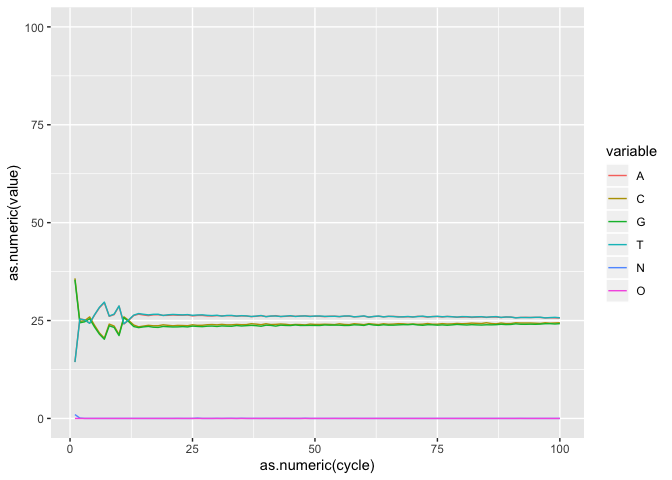 100
75
50
25
0
as.numeric(value)
0
25
50
75
100
as.numeric(cycle)
variable
A
C
G
T
N
O